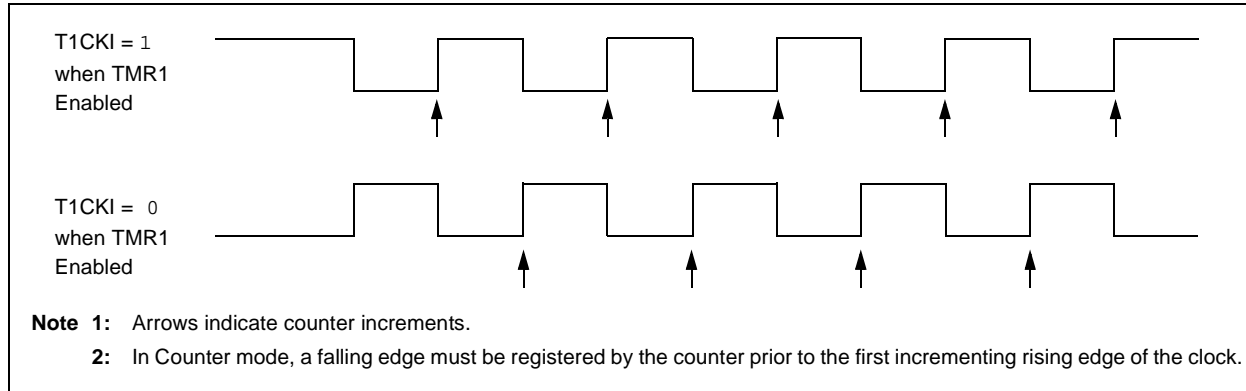 T1CKI = 1
when TMR1
Enabled
T1CKI = 0
when TMR1
Enabled
Note 1: Arrows indicate counter increments.
2: In Counter mode, a falling edge must be registered by the counter prior to the first incrementing rising edge of the clock.